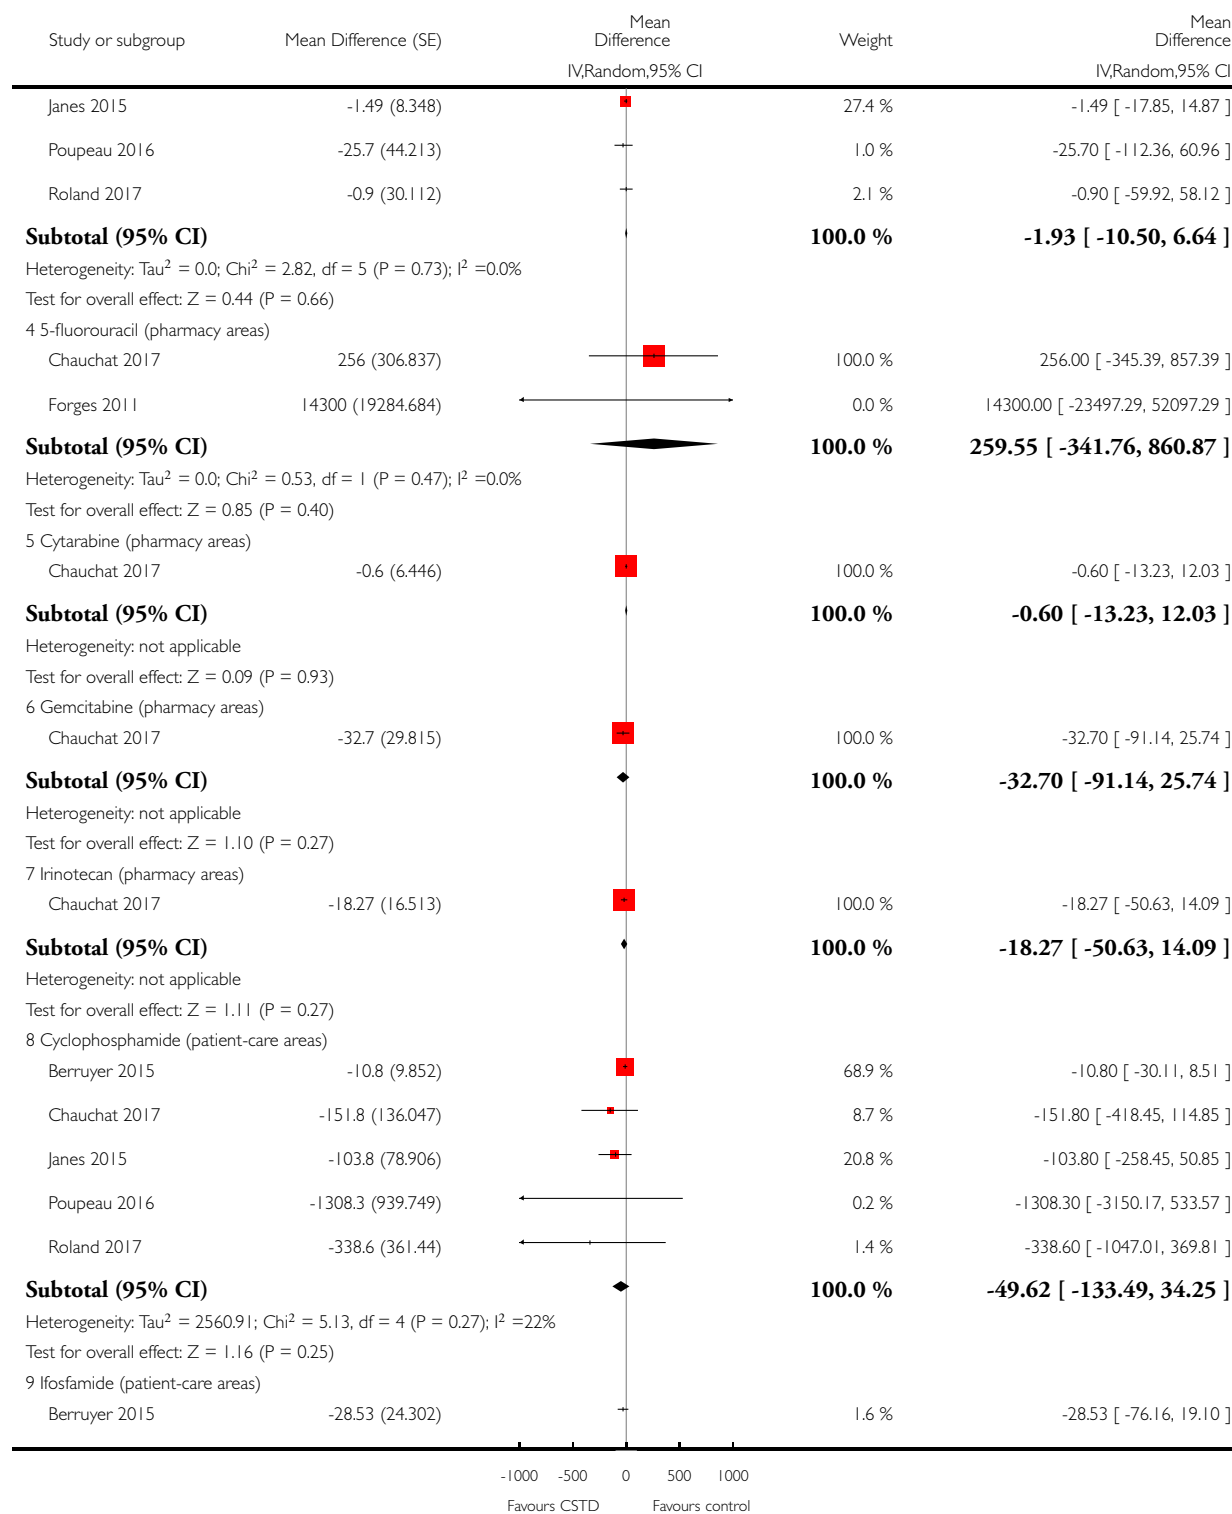 Study or subgroup Mean Difference (SE) Mean Difference Weight Mean Difference
IV,Random,95% CI IV,Random,95% CI
Janes 2015 -1.49 (8.348) 27.4 % -1.49 [ -17.85, 14.87 ]
Poupeau 2016 -25.7 (44.213) 1.0 % -25.70 [ -112.36, 60.96 ]
Roland 2017 -0.9 (30.112) 2.1 % -0.90 [ -59.92, 58.12 ]
Subtotal (95% CI) 100.0 % -1.93 [ -10.50, 6.64 ]
Heterogeneity: Tau² = 0.0; Chi² = 2.82, df = 5 (P = 0.73); I² =0.0%
Test for overall effect: Z = 0.44 (P = 0.66)
4 5-fluorouracil (pharmacy areas)
Chauchat 2017 256 (306.837) 100.0 % 256.00 [ -345.39, 857.39 ]
Forges 2011 14300 (19284.684) 0.0 % 14300.00 [ -23497.29, 52097.29 ]
Subtotal (95% CI) 100.0 % 259.55 [ -341.76, 860.87 ]
Heterogeneity: Tau² = 0.0; Chi² = 0.53, df = 1 (P = 0.47); I² =0.0%
Test for overall effect: Z = 0.85 (P = 0.40)
5 Cytarabine (pharmacy areas)
Chauchat 2017 -0.6 (6.446) 100.0 % -0.60 [ -13.23, 12.03 ]
Subtotal (95% CI) 100.0 % -0.60 [ -13.23, 12.03 ]
Heterogeneity: not applicable
Test for overall effect: Z = 0.09 (P = 0.93)
6 Gemcitabine (pharmacy areas)
Chauchat 2017 -32.7 (29.815) 100.0 % -32.70 [ -91.14, 25.74 ]
Subtotal (95% CI) 100.0 % -32.70 [ -91.14, 25.74 ]
Heterogeneity: not applicable
Test for overall effect: Z = 1.10 (P = 0.27)
7 Irinotecan (pharmacy areas)
Chauchat 2017 -18.27 (16.513) 100.0 % -18.27 [ -50.63, 14.09 ]
Subtotal (95% CI) 100.0 % -18.27 [ -50.63, 14.09 ]
Heterogeneity: not applicable
Test for overall effect: Z = 1.11 (P = 0.27)
8 Cyclophosphamide (patient-care areas)
Berruyer 2015 -10.8 (9.852) 68.9 % -10.80 [ -30.11, 8.51 ]
Chauchat 2017 -151.8 (136.047) 8.7 % -151.80 [ -418.45, 114.85 ]
Janes 2015 -103.8 (78.906) 20.8 % -103.80 [ -258.45, 50.85 ]
Poupeau 2016 -1308.3 (939.749) 0.2 % -1308.30 [ -3150.17, 533.57 ]
Roland 2017 -338.6 (361.44) 1.4 % -338.60 [ -1047.01, 369.81 ]
Subtotal (95% CI) 100.0 % -49.62 [ -133.49, 34.25 ]
Heterogeneity: Tau² = 2560.91; Chi² = 5.13, df = 4 (P = 0.27); I² =22%
Test for overall effect: Z = 1.16 (P = 0.25)
9 Ifosfamide (patient-care areas)
Berruyer 2015 -28.53 (24.302) 1.6 % -28.53 [ -76.16, 19.10 ]
-1000 -500 0 500 1000
Favours CSTD Favours control